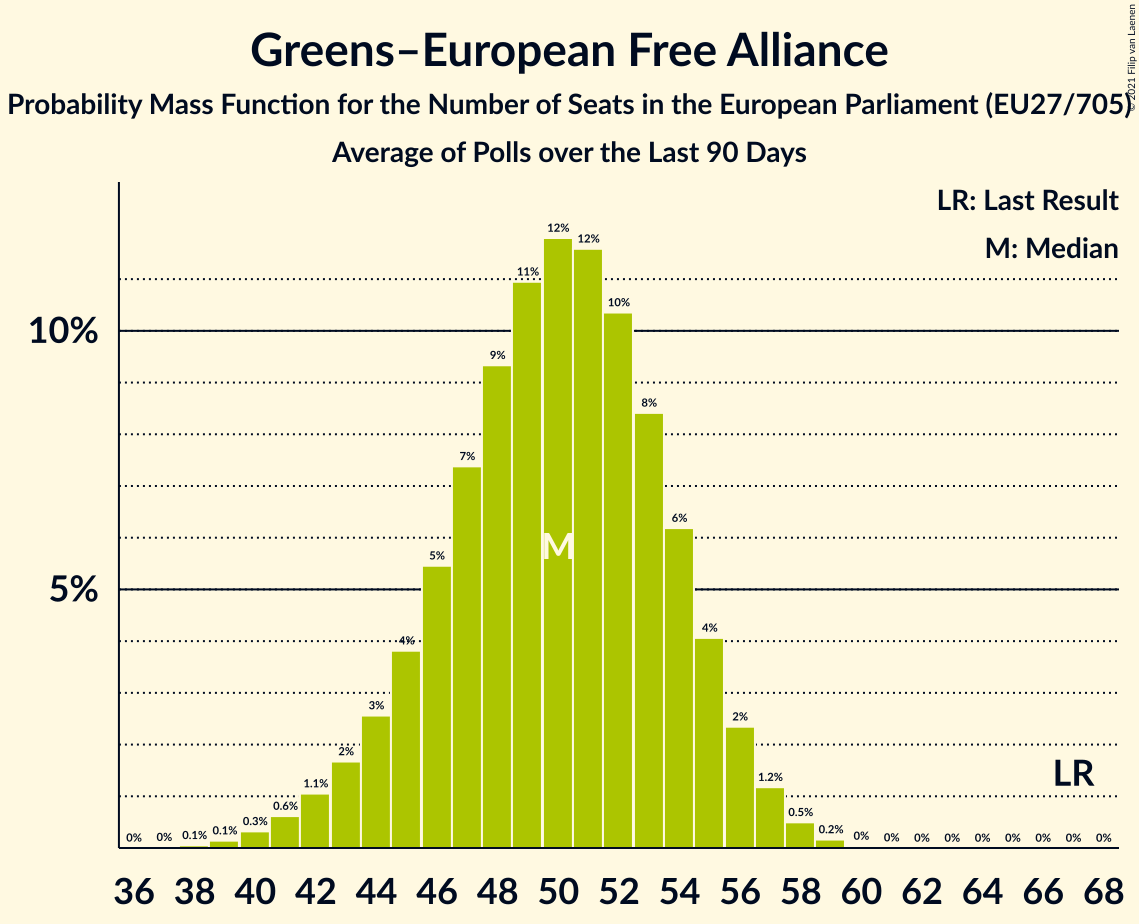 Greens–European Free Alliance
Probability Mass Function for the Number of Seats in the European Parliament (EU27/705)
Average of Polls over the Last 90 Days
© 2021 Filip van Laenen
LR: Last Result
M: Median
10%
5%
0% 0% 0.1% 0.1% 0.3% 0.6% 1.1% 2% 3% 4% 5% 7% 9% 11% 12% 12% 10% 8% 6% 4% 2% 1.2% 0.5% 0.2% 0% 0% 0% 0% 0% 0% 0% 0% 0%
M
LR
36 38 40 42 44 46 48 50 52 54 56 58 60 62 64 66 68